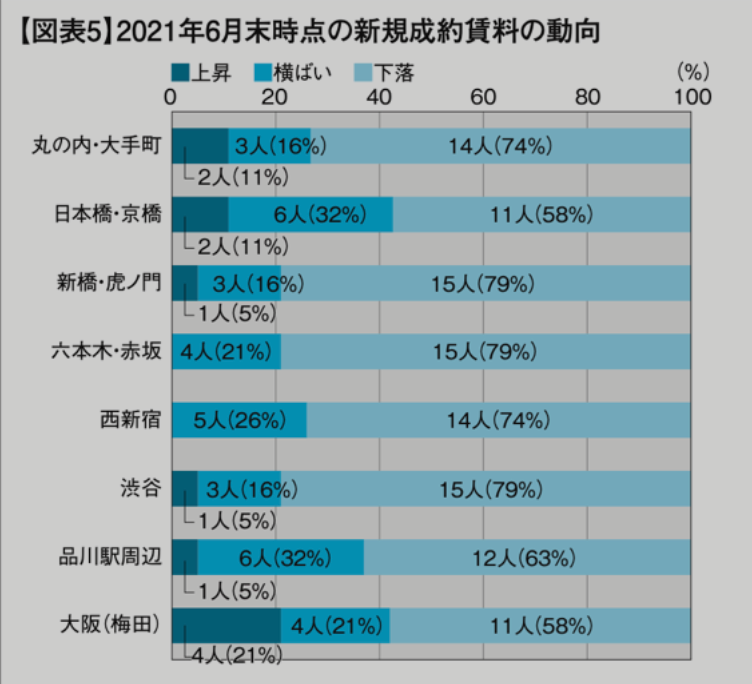 【図表5】2021年6月末時点の新規成約賃料の動向
上昇 横ばい 下落 (%)
0 20 40 60 80 100
丸の内・大手町 3人(16%) 14人(74%)
2人(11%)
日本橋・京橋 6人(32%) 11人(58%)
2人(11%)
新橋・虎ノ門 3人(16%) 15人(79%)
1人(5%)
六本木・赤坂 4人(21%) 15人(79%)
西新宿 5人(26%) 14人(74%)
渋谷 3人(16%) 15人(79%)
1人(5%)
品川駅周辺 6人(32%) 12人(63%)
1人(5%)
大阪(梅田) 4人(21%) 11人(58%)
4人(21%)